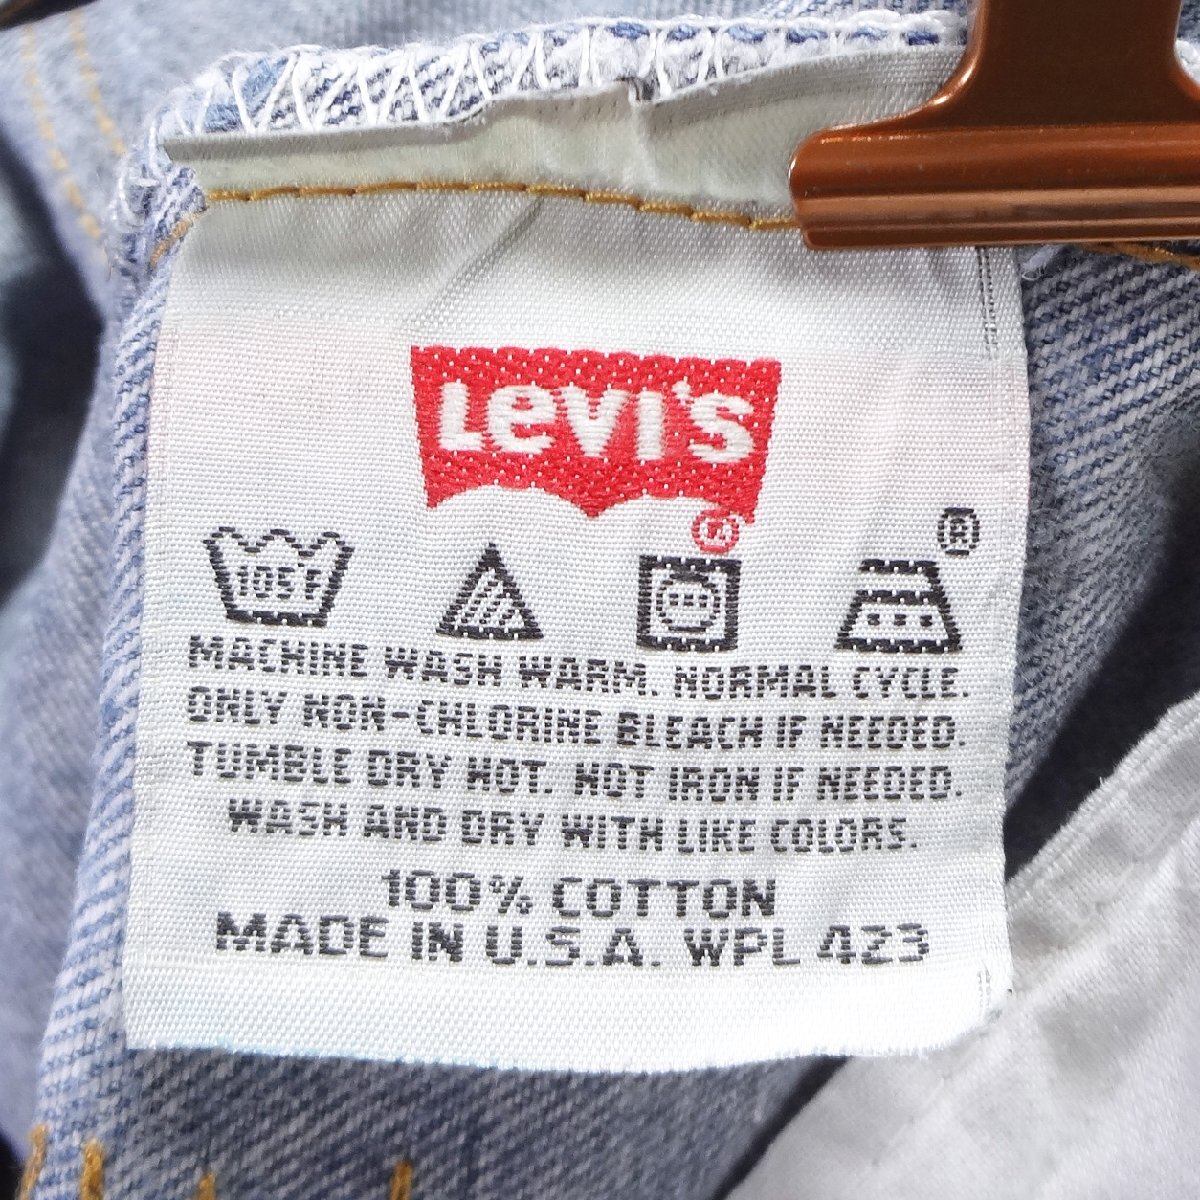 Levi's
®
®
105°F
MACHINE WASH WARM. NORMAL CYCLE.
ONLY NON-CHLORINE BLEACH IF NEEDED.
TUMBLE DRY HOT. HOT IRON IF NEEDED.
WASH AND DRY WITH LIKE COLORS.
100% COTTON
MADE IN U.S.A. WPL 423